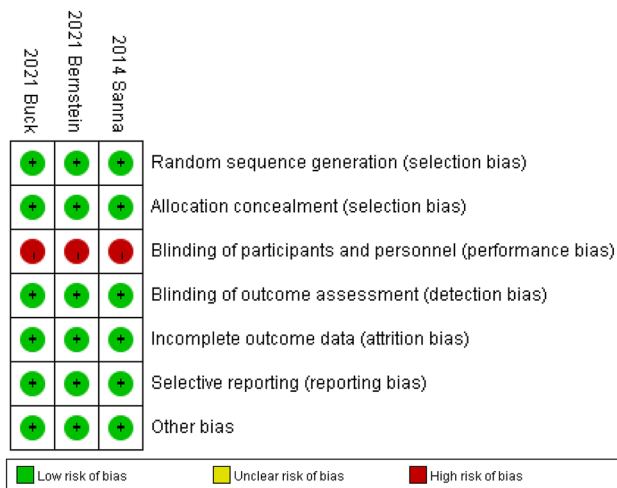 2021 Buck
2021 Bernstein
2014 Sanna
+ + + Random sequence generation (selection bias)
+ + + Allocation concealment (selection bias)
- - - Blinding of participants and personnel (performance bias)
+ + + Blinding of outcome assessment (detection bias)
+ + + Incomplete outcome data (attrition bias)
+ + + Selective reporting (reporting bias)
+ + + Other bias
Low risk of bias Unclear risk of bias High risk of bias